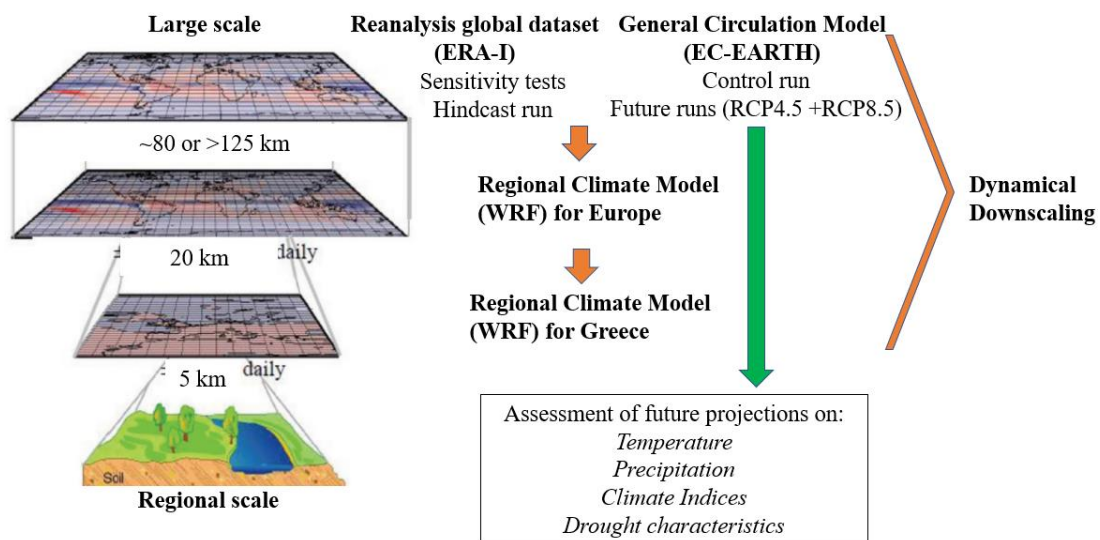 Large scale
~80 or >125 km
20 km
daily
5 km
daily
Soil
Regional scale
Reanalysis global dataset
(ERA-I)
Sensitivity tests
Hindcast run
General Circulation Model
(EC-EARTH)
Control run
Future runs (RCP4.5 +RCP8.5)
Regional Climate Model
(WRF) for Europe
Regional Climate Model
(WRF) for Greece
Dynamical
Downscaling
Assessment of future projections on:
Temperature
Precipitation
Climate Indices
Drought characteristics